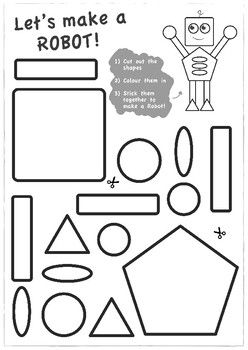 Let's make a
ROBOT!
1) Cut out the
shapes
2) Colour them in
3) Stick them
together to
make a Robot!